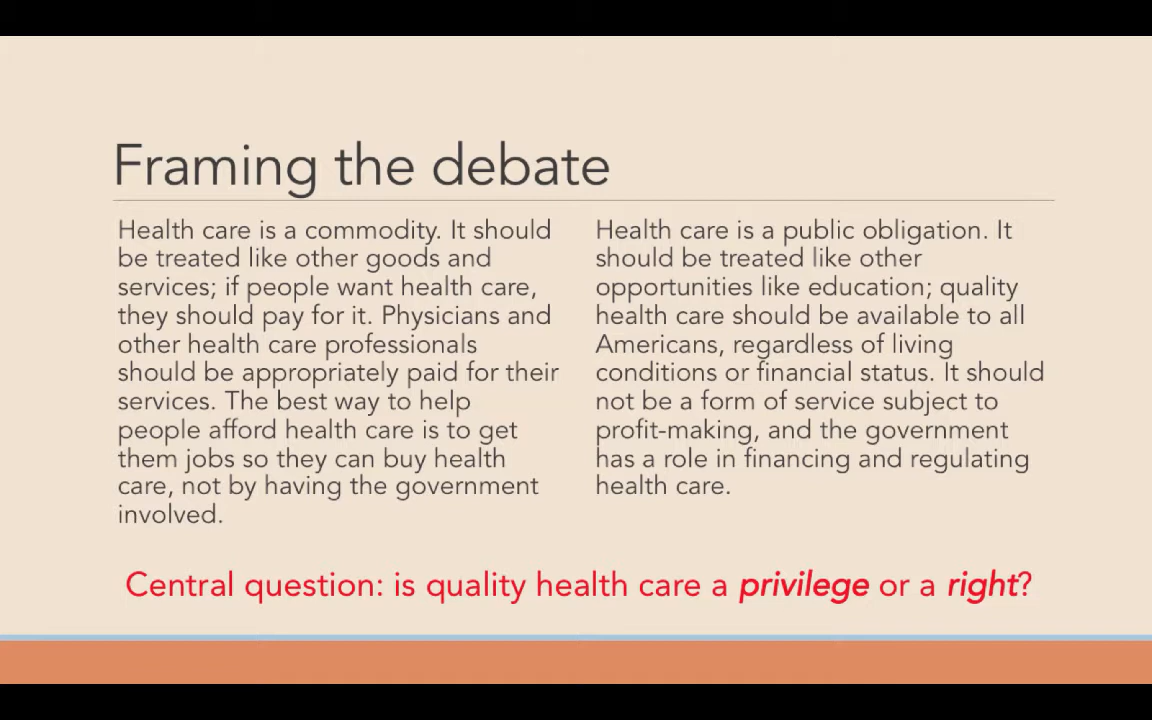 Framing the debate
Health care is a commodity. It should
be treated like other goods and
services; if people want health care,
they should pay for it. Physicians and
other health care professionals
should be appropriately paid for their
services. The best way to help
people afford health care is to get
them jobs so they can buy health
care, not by having the government
involved.
Health care is a public obligation. It
should be treated like other
opportunities like education; quality
health care should be available to all
Americans, regardless of living
conditions or financial status. It should
not be a form of service subject to
profit-making, and the government
has a role in financing and regulating
health care.
Central question: is quality health care a privilege or a right?